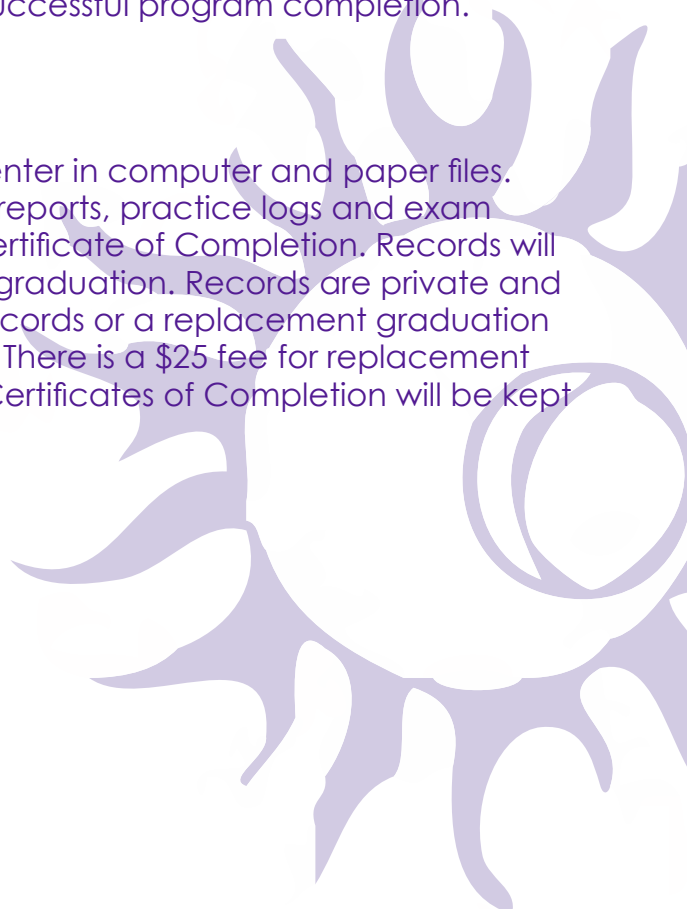 uccessful program completion.
enter in computer and paper files.
reports, practice logs and exam
ertificate of Completion. Records will
graduation. Records are private and
cords or a replacement graduation
There is a $25 fee for replacement
Certificates of Completion will be kept